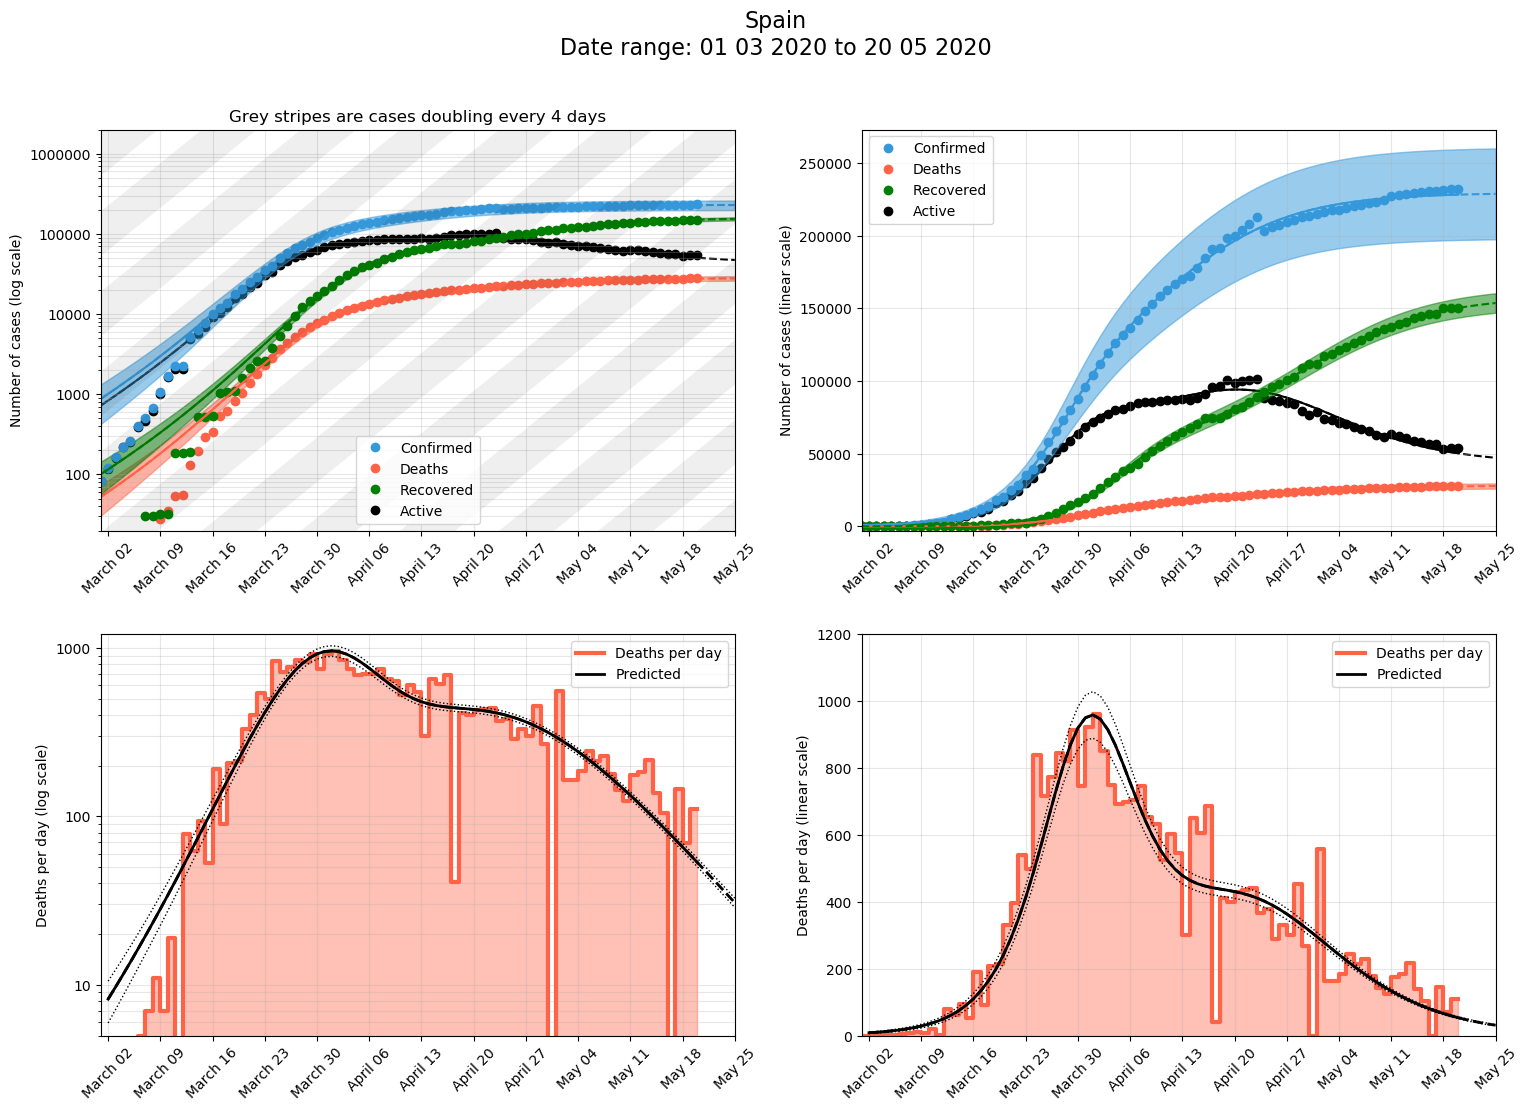 Spain
Date range: 01 03 2020 to 20 05 2020
Grey stripes are cases doubling every 4 days
Number of cases (log scale)
1000000
100000
10000
1000
100
Confirmed
Deaths
Recovered
Active
March 02
March 09
March 16
March 23
March 30
April 06
April 13
April 20
April 27
May 04
May 11
May 18
May 25
Number of cases (linear scale)
250000
200000
150000
100000
50000
0
Confirmed
Deaths
Recovered
Active
March 02
March 09
March 16
March 23
March 30
April 06
April 13
April 20
April 27
May 04
May 11
May 18
May 25
Deaths per day (log scale)
1000
100
10
Deaths per day
Predicted
March 02
March 09
March 16
March 23
March 30
April 06
April 13
April 20
April 27
May 04
May 11
May 18
May 25
Deaths per day (linear scale)
1200
1000
800
600
400
200
0
Deaths per day
Predicted
March 02
March 09
March 16
March 23
March 30
April 06
April 13
April 20
April 27
May 04
May 11
May 18
May 25